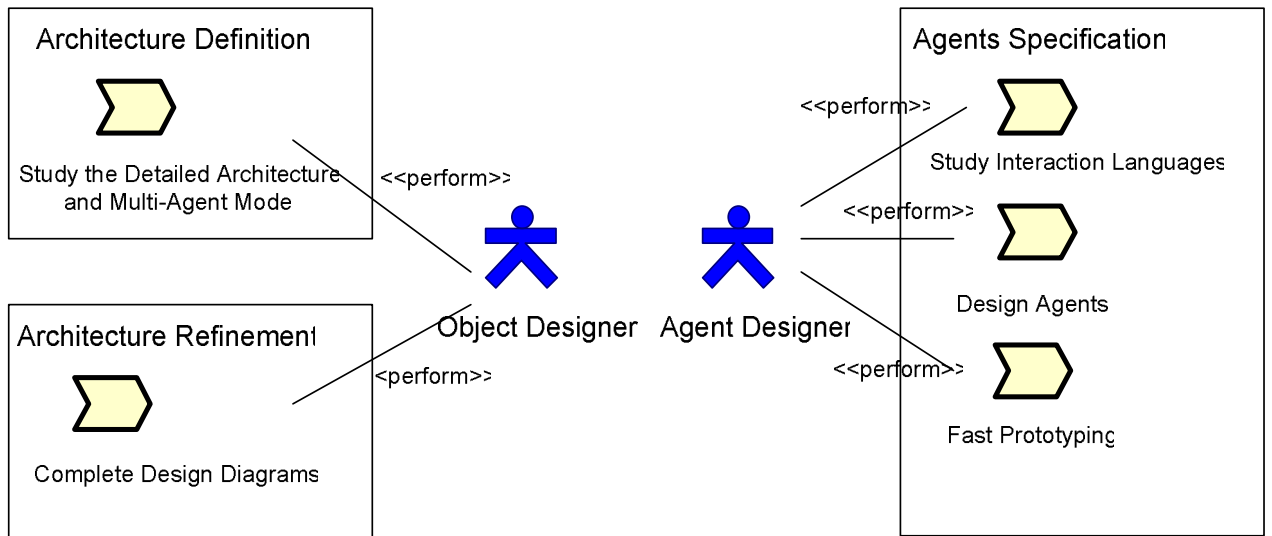 Architecture Definition
Study the Detailed Architecture
and Multi-Agent Mode
<<perform>>
Architecture Refinement
Complete Design Diagrams
<perform>>
Object Designer
Agent Designer
Agents Specification
<<perform>>
Study Interaction Languages
<<perform>>
Design Agents
<<perform>>
Fast Prototyping